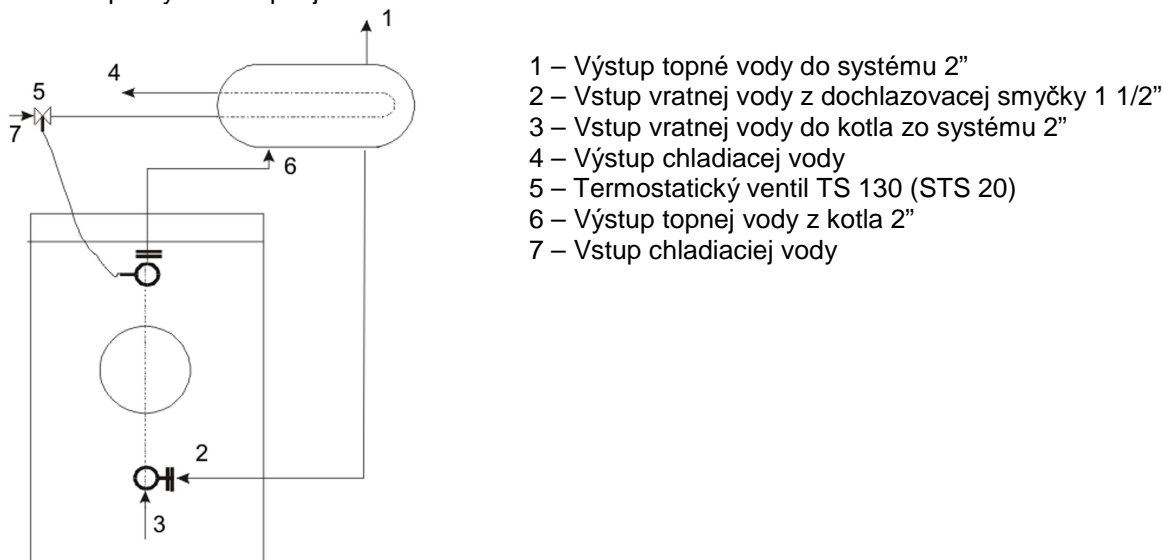 1
4
5
7
6
2
3
1 – Výstup topné vody do systému 2”
2 – Vstup vratnej vody z dochlazovacej smyčky 1 1/2”
3 – Vstup vratnej vody do kotla zo systému 2”
4 – Výstup chladiacej vody
5 – Termostatický ventil TS 130 (STS 20)
6 – Výstup topnej vody z kotla 2”
7 – Vstup chladiaciej vody